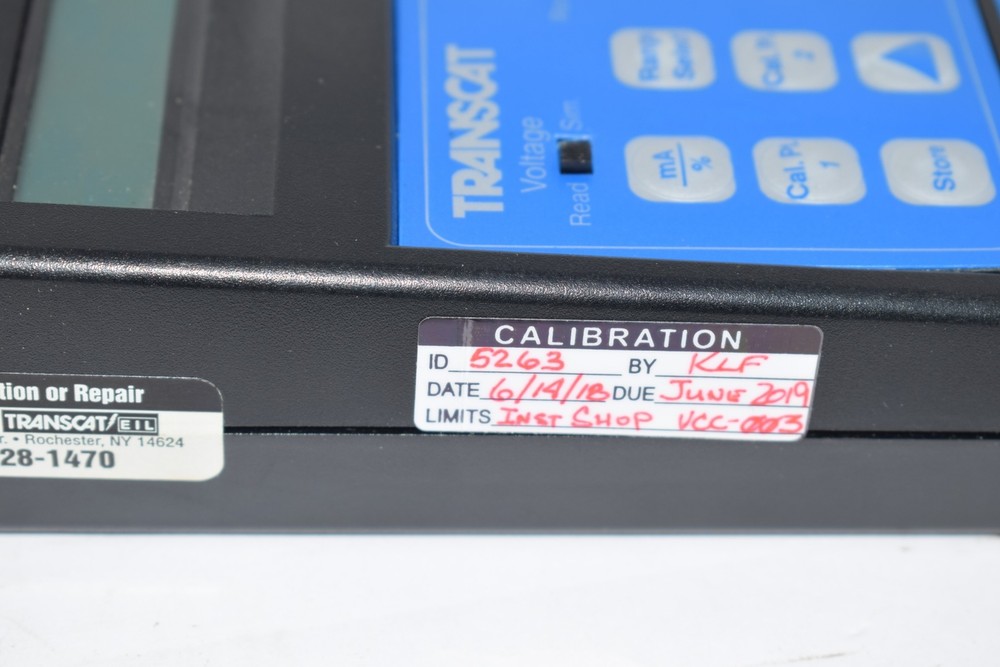 TRANSCAT
Voltage
Read Sim
Range
Select
Cal. Pt.
2
mA
%
Cal. Pt.
1
Store
CALIBRATION
ID 5263 BY KLF
DATE 6/14/18 DUE JUNE 2019
LIMITS INST SHOP VCC-003
tion or Repair
TRANSCAT/EIL
r. • Rochester, NY 14624
28-1470